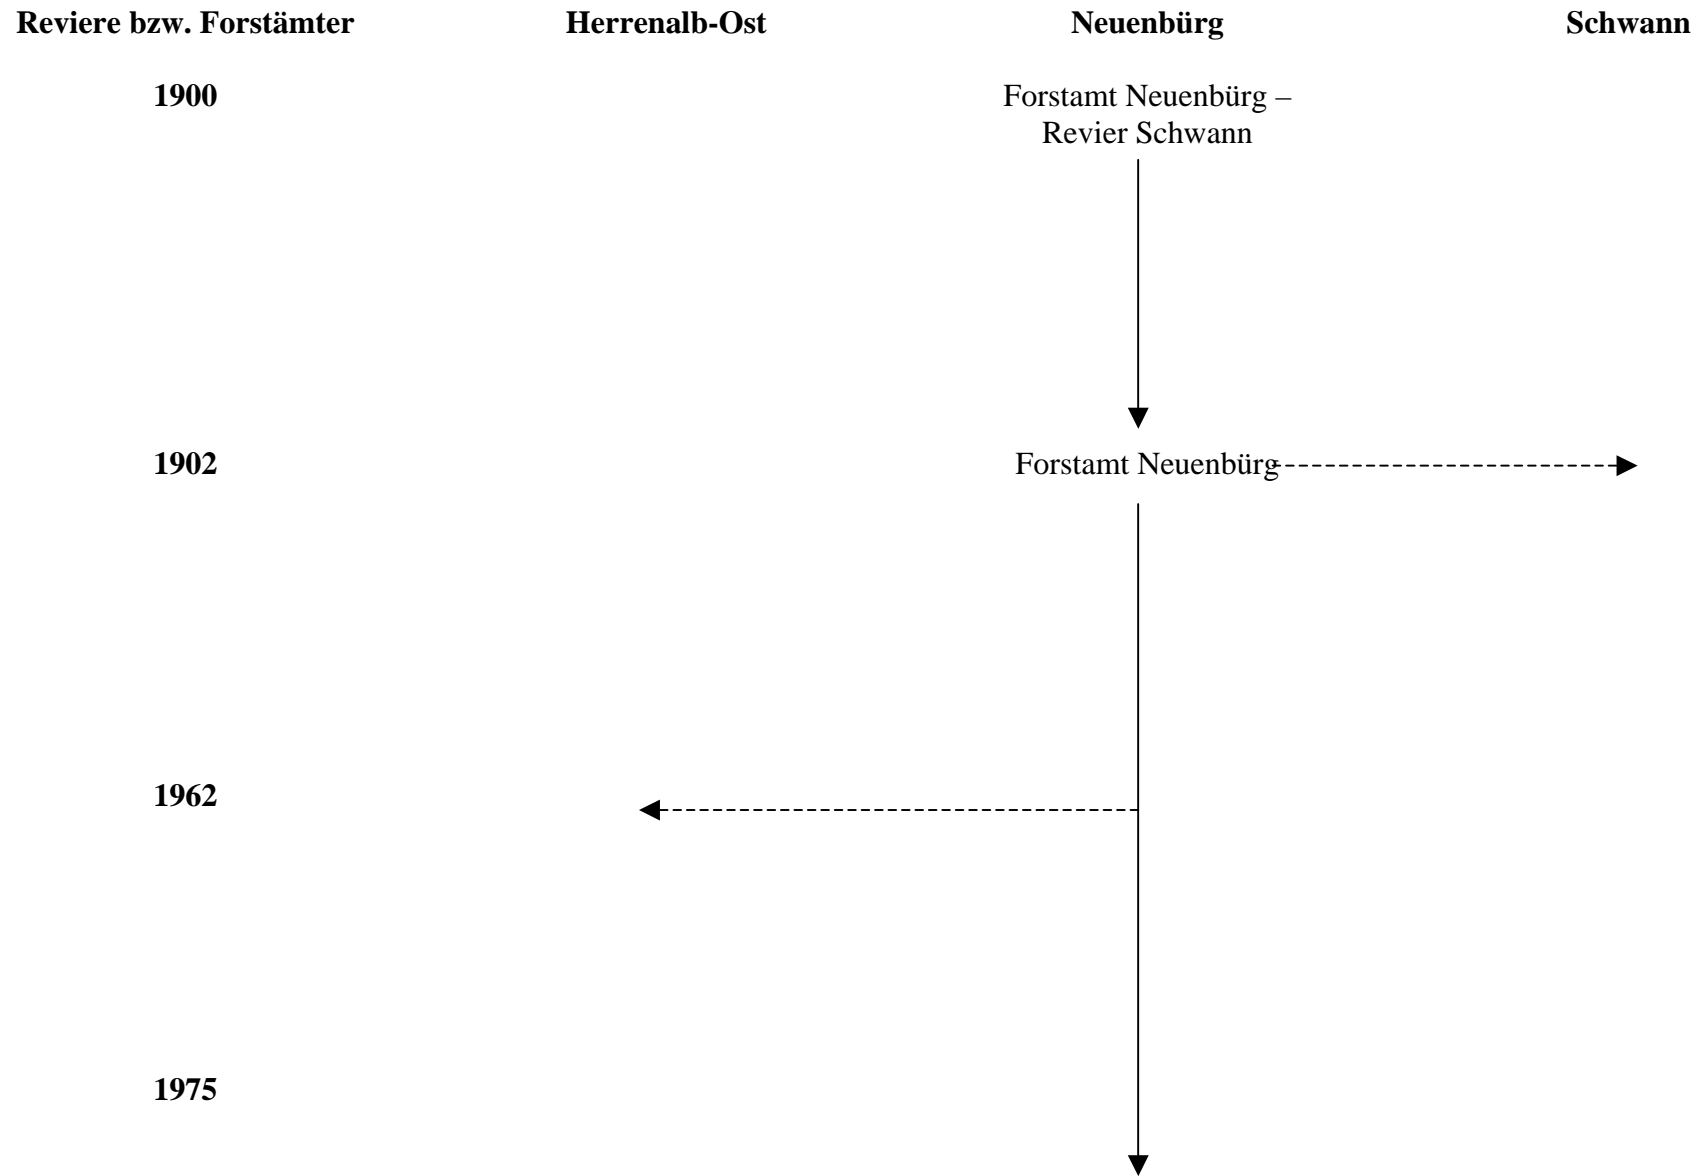 Reviere bzw. Forstämter Herrenalb-Ost Neuenbürg Schwann
1900 Forstamt Neuenbürg –
Revier Schwann
1902 Forstamt Neuenbürg
1962
1975